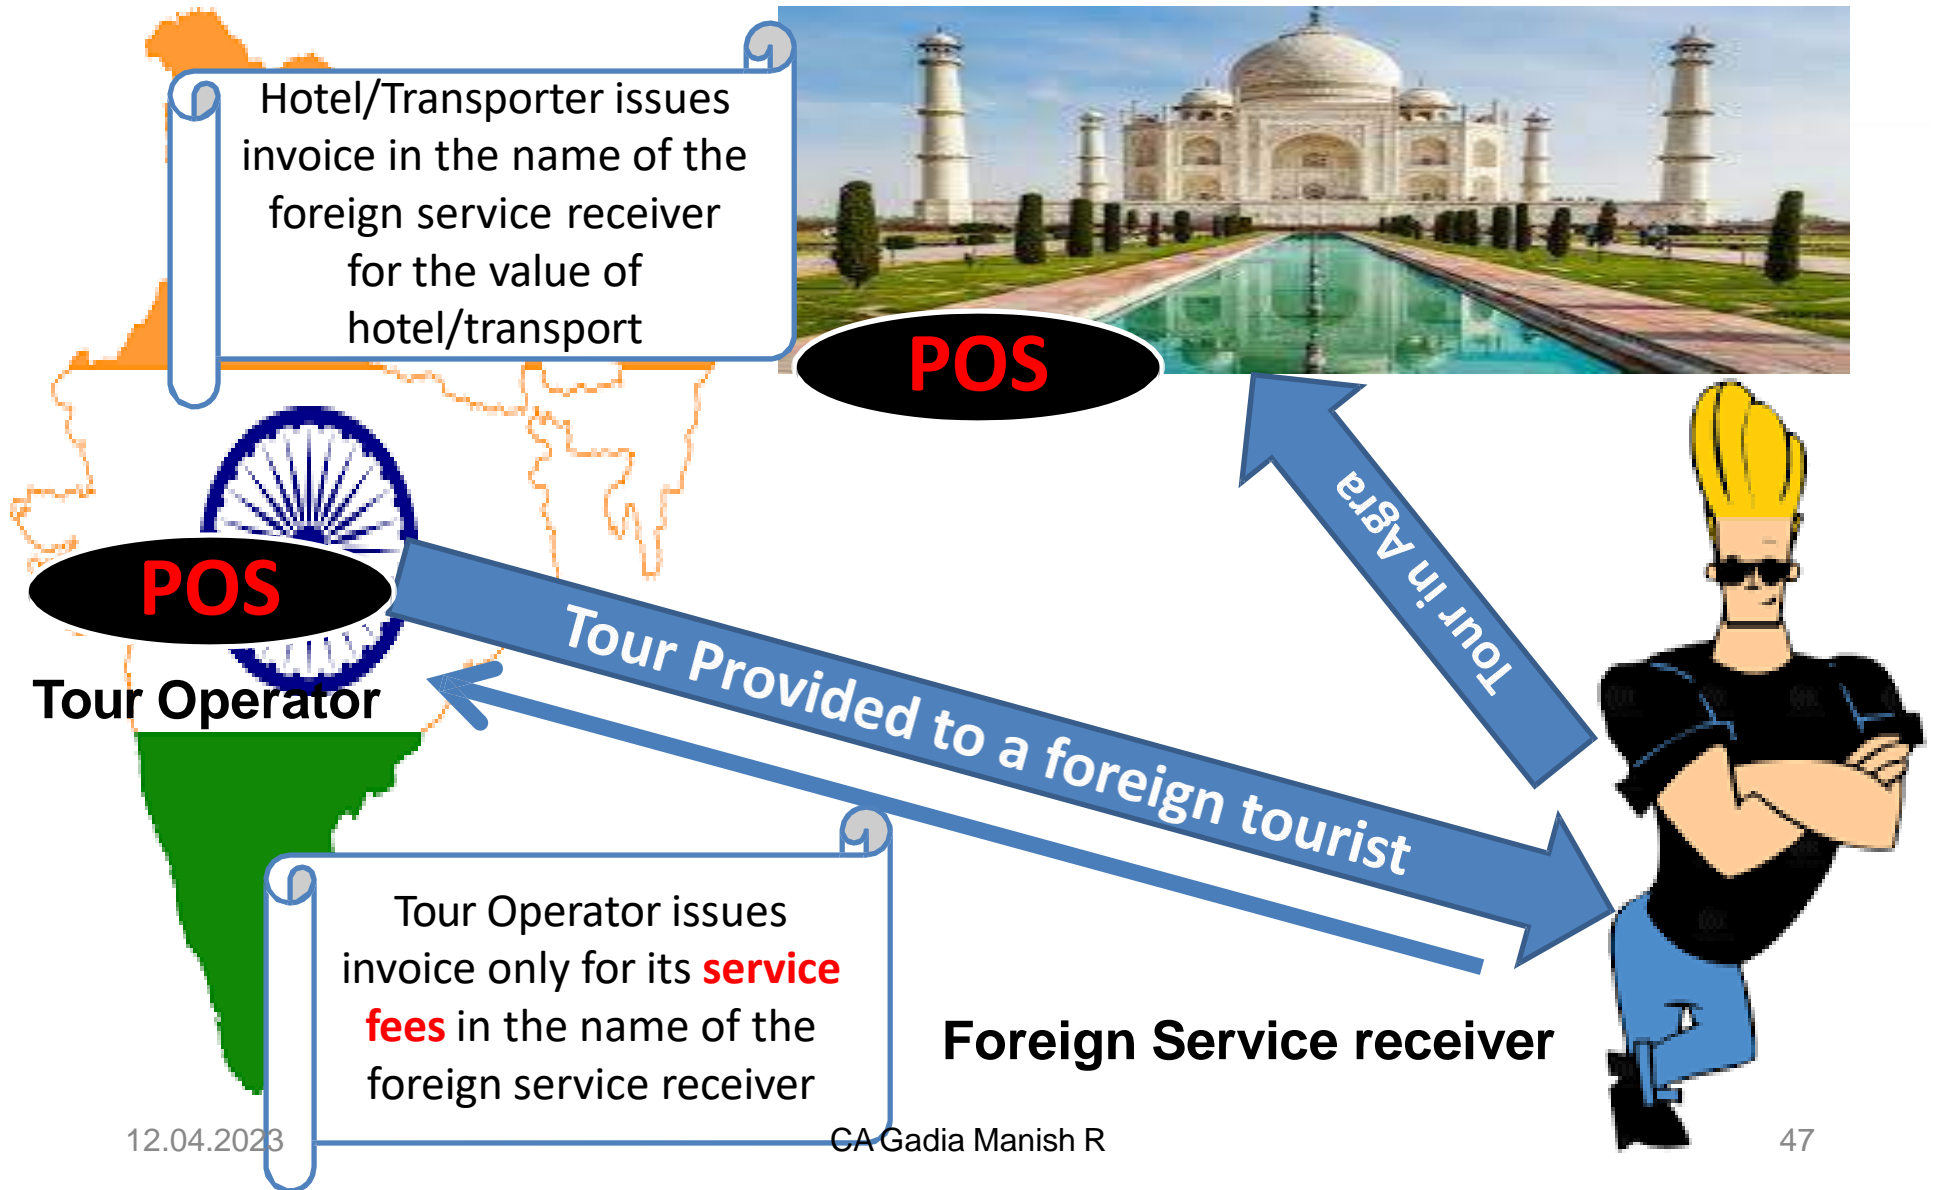 Hotel/Transporter issues
invoice in the name of the
foreign service receiver
for the value of
hotel/transport
POS
Tour in Agra
POS
Tour Operator
Tour Provided to a foreign tourist
Tour Operator issues
invoice only for its service
fees in the name of the
foreign service receiver
Foreign Service receiver
12.04.2023
CA Gadia Manish R
47